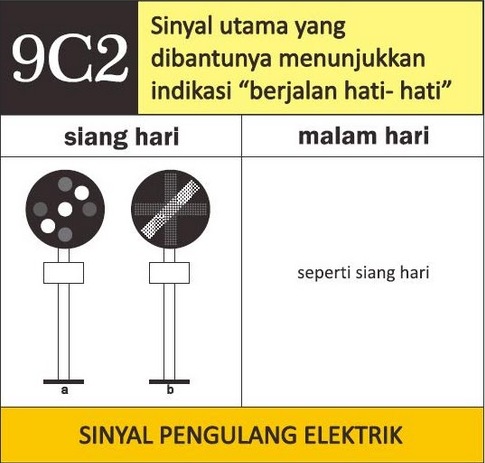 9C2
Sinyal utama yang
dibantunya menunjukkan
indikasi “berjalan hati- hati”
siang hari
malam hari
seperti siang hari
a
b
SINYAL PENGULANG ELEKTRIK